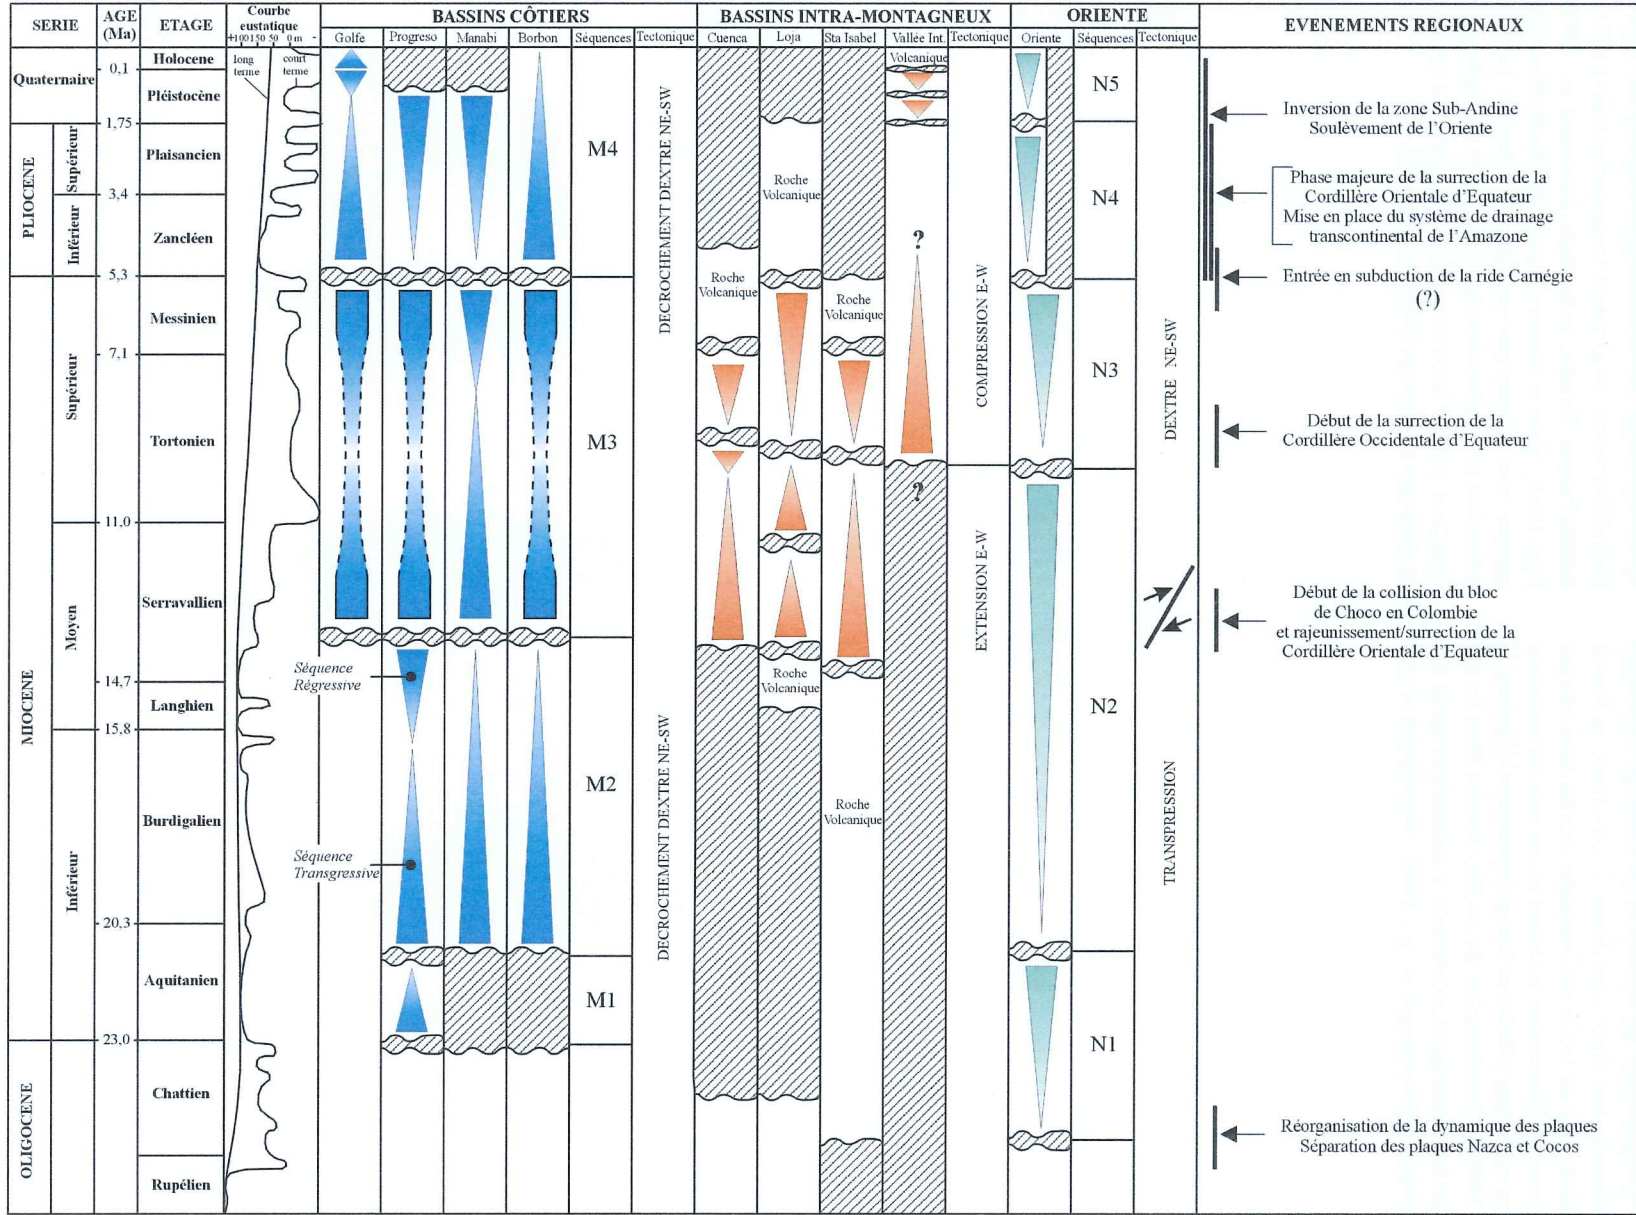 SERIE
AGE
(Ma)
ETAGE
Courbe
eustatique
+100150 50 0 m -
long
terme
court
terme
BASSINS CÔTIERS
Golfe
Progreso
Manabi
Borbon
Séquences
Tectonique
BASSINS INTRA-MONTAGNEUX
Cuenca
Loja
Sta Isabel
Vallée Int.
Tectonique
ORIENTE
Oriente
Séquences
Tectonique
EVENEMENTS REGIONAUX
Quaternaire
PLIOCENE
Supérieur
Inférieur
MIOCENE
Supérieur
Moyen
Inférieur
OLIGOCENE
0,1
1.75
3,4
5,3
7,1
11.0
14.7
15.8
20.3
23.0
Holocene
Pléistocène
Plaisancien
Zancléen
Messinien
Tortonien
Serravallien
Langhien
Burdigalien
Aquitanien
Chattien
Rupélien
Séquence
Régressive
Séquence
Transgressive
M4
M3
M2
M1
DECROCHEMENT DEXTRE NE-SW
DECROCHEMENT DEXTRE NE-SW
Roche
Volcanique
Roche
Volcanique
Roche
Volcanique
Roche
Volcanique
Roche
Volcanique
Volcanique
?
?
COMPRESSION E-W
EXTENSION E-W
N5
N4
N3
N2
N1
DEXTRE NE-SW
TRANSPRESSION
Inversion de la zone Sub-Andine
Soulèvement de l'Oriente
Phase majeure de la surrection de la
Cordillère Orientale d'Equateur
Mise en place du système de drainage
transcontinental de l'Amazone
Entrée en subduction de la ride Carnégie
(?)
Début de la surrection de la
Cordillère Occidentale d'Equateur
Début de la collision du bloc
de Choco en Colombie
et rajeunissement/surrection de la
Cordillère Orientale d'Equateur
Réorganisation de la dynamique des plaques
Séparation des plaques Nazca et Cocos